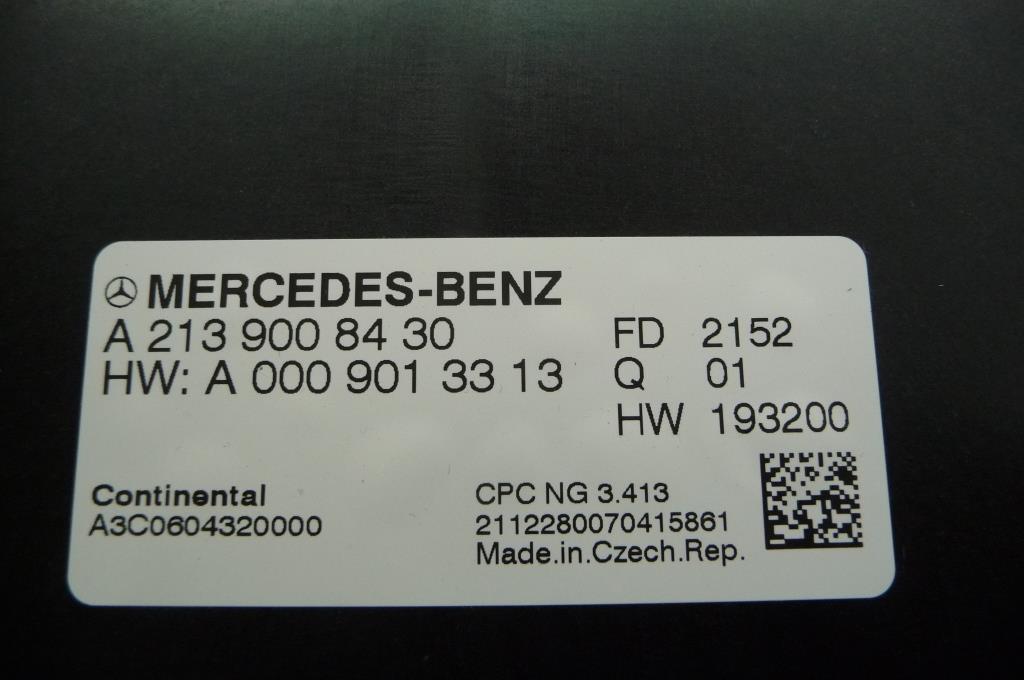 MERCEDES-BENZ
A 213 900 84 30
HW: A 000 901 33 13
FD 2152
Q 01
HW 193200
Continental
A3C0604320000
CPC NG 3.413
2112280070415861
Made.in.Czech.Rep.